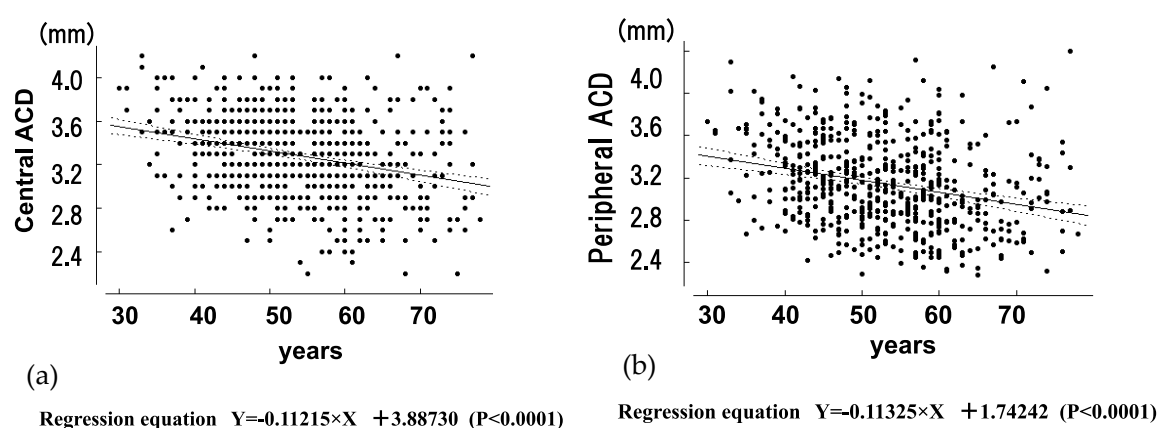 (mm)
Central ACD
4.0
3.6
3.2
2.8
2.4
30 40 50 60 70
years
(a)
Regression equation Y=-0.11215×X +3.88730 (P<0.0001)
(mm)
Peripheral ACD
4.0
3.6
3.2
2.8
2.4
30 40 50 60 70
years
(b)
Regression equation Y=-0.11325×X +1.74242 (P<0.0001)